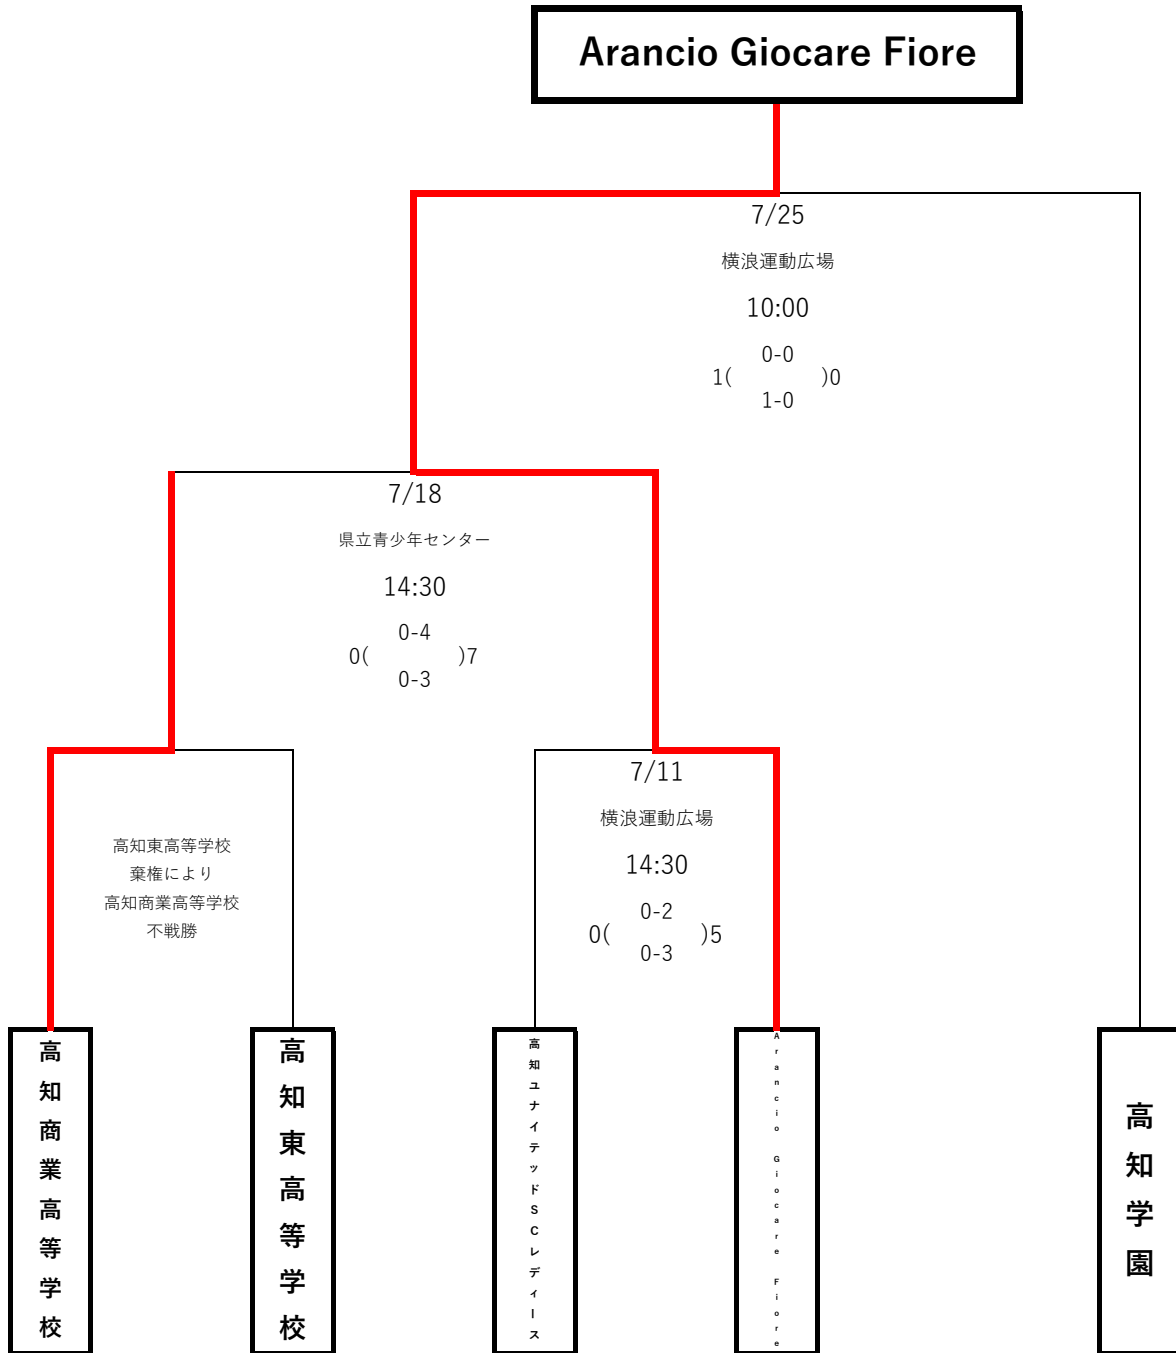 Arancio Giocare Fiore
7/25
横浪運動広場
10:00
0-0
1( )0
1-0
7/18
県立青少年センター
14:30
0-4
0( )7
0-3
高知東高等学校
棄権により
高知商業高等学校
不戦勝
7/11
横浪運動広場
14:30
0-2
0( )5
0-3
高知商業高等学校
高知東高等学校
高知ユナイテッドSCレディース
Arancio Giocare Fiore
高知学園